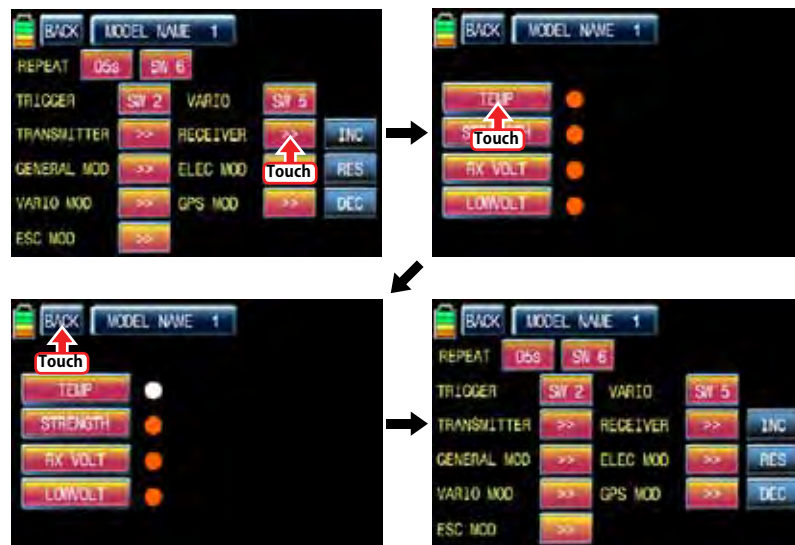 BACK MODEL NAME 1
REPEAT 05s SW 6
TRIGGER SW 2 VARIO SW 5
TRANSMITTER >> RECEIVER >> INC
GENERAL MOD >> ELEC MOD Touch RES
VARIO MOD >> GPS MOD >> DEC
ESC MOD >>
BACK MODEL NAME 1
TEMP
Touch
RX VOLT
LOWVOLT
BACK MODEL NAME 1
Touch
TEMP
STRENGTH
RX VOLT
LOWVOLT
BACK MODEL NAME 1
REPEAT 05s SW 6
TRIGGER SW 2 VARIO SW 5
TRANSMITTER >> RECEIVER >> INC
GENERAL MOD >> ELEC MOD >> RES
VARIO MOD >> GPS MOD >> DEC
ESC MOD >>